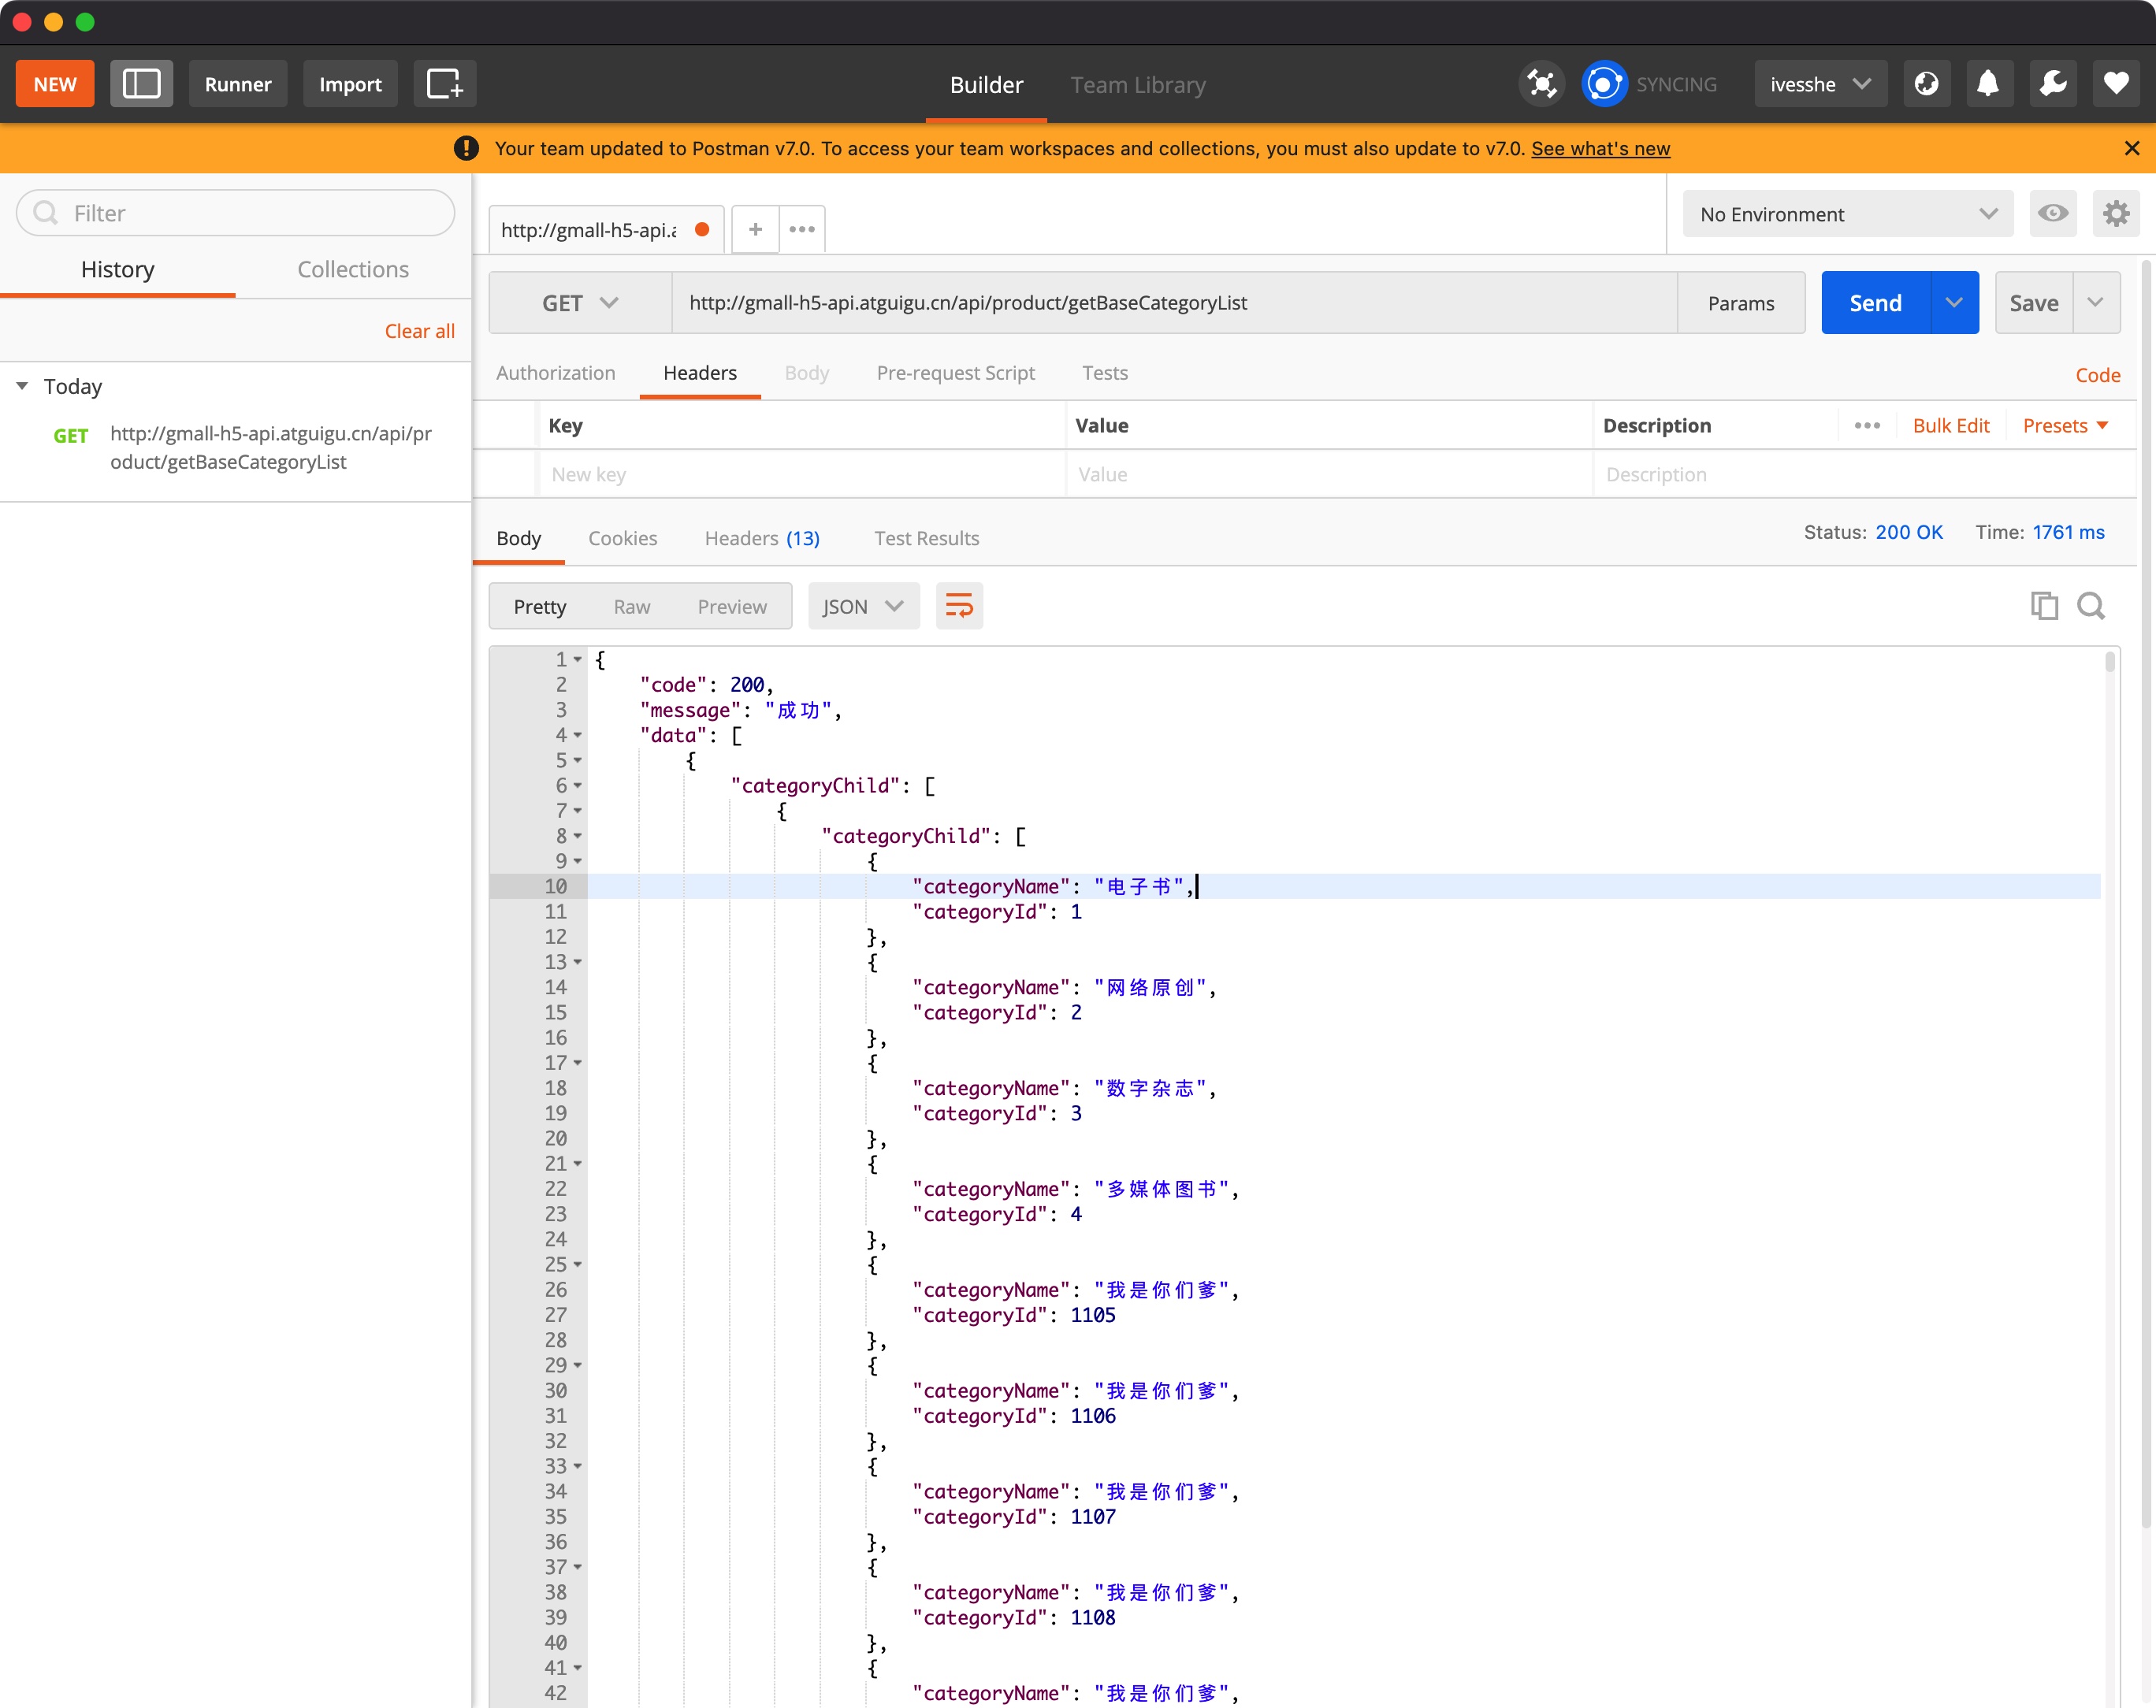 NEW Runner Import Builder Team Library SYNCING ivesshe
Your team updated to Postman v7.0. To access your team workspaces and collections, you must also update to v7.0. See what's new
Filter
History Collections
Clear all
Today
GET http://gmall-h5-api.atguigu.cn/api/pr
oduct/getBaseCategoryList
http://gmall-h5-api.a + •••
No Environment
GET http://gmall-h5-api.atguigu.cn/api/product/getBaseCategoryList Params Send Save
Authorization Headers Body Pre-request Script Tests Code
Key Value Description ••• Bulk Edit Presets
New key Value Description
Body Cookies Headers (13) Test Results Status: 200 OK Time: 1761 ms
Pretty Raw Preview JSON
1 {
2 "code": 200,
3 "message": "成功",
4 "data": [
5 {
6 "categoryChild": [
7 {
8 "categoryChild": [
9 {
10 "categoryName": "电子书",
11 "categoryId": 1
12 },
13 {
14 "categoryName": "网络原创",
15 "categoryId": 2
16 },
17 {
18 "categoryName": "数字杂志",
19 "categoryId": 3
20 },
21 {
22 "categoryName": "多媒体图书",
23 "categoryId": 4
24 },
25 {
26 "categoryName": "我是你们爹",
27 "categoryId": 1105
28 },
29 {
30 "categoryName": "我是你们爹",
31 "categoryId": 1106
32 },
33 {
34 "categoryName": "我是你们爹",
35 "categoryId": 1107
36 },
37 {
38 "categoryName": "我是你们爹",
39 "categoryId": 1108
40 },
41 {
42 "categoryName": "我是你们爹",